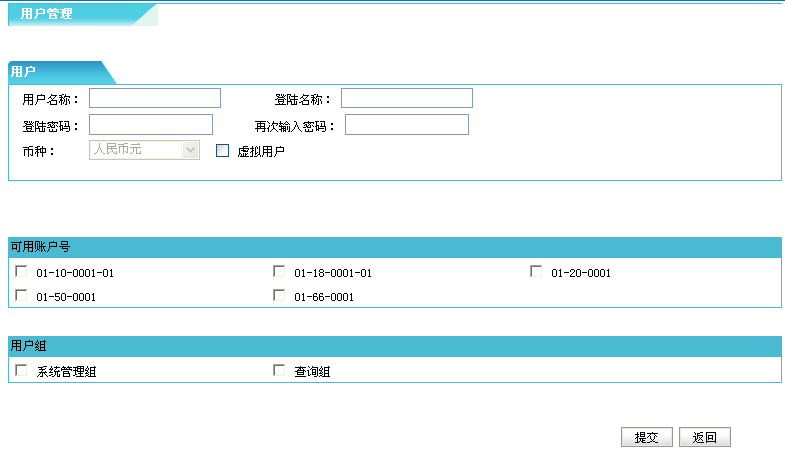 用户管理
用户
用户名称： 登陆名称：
登陆密码： 再次输入密码：
币种： 人民币元 虚拟用户
可用账户号
01-10-0001-01 01-18-0001-01 01-20-0001
01-50-0001 01-66-0001
用户组
系统管理组 查询组
提交 返回